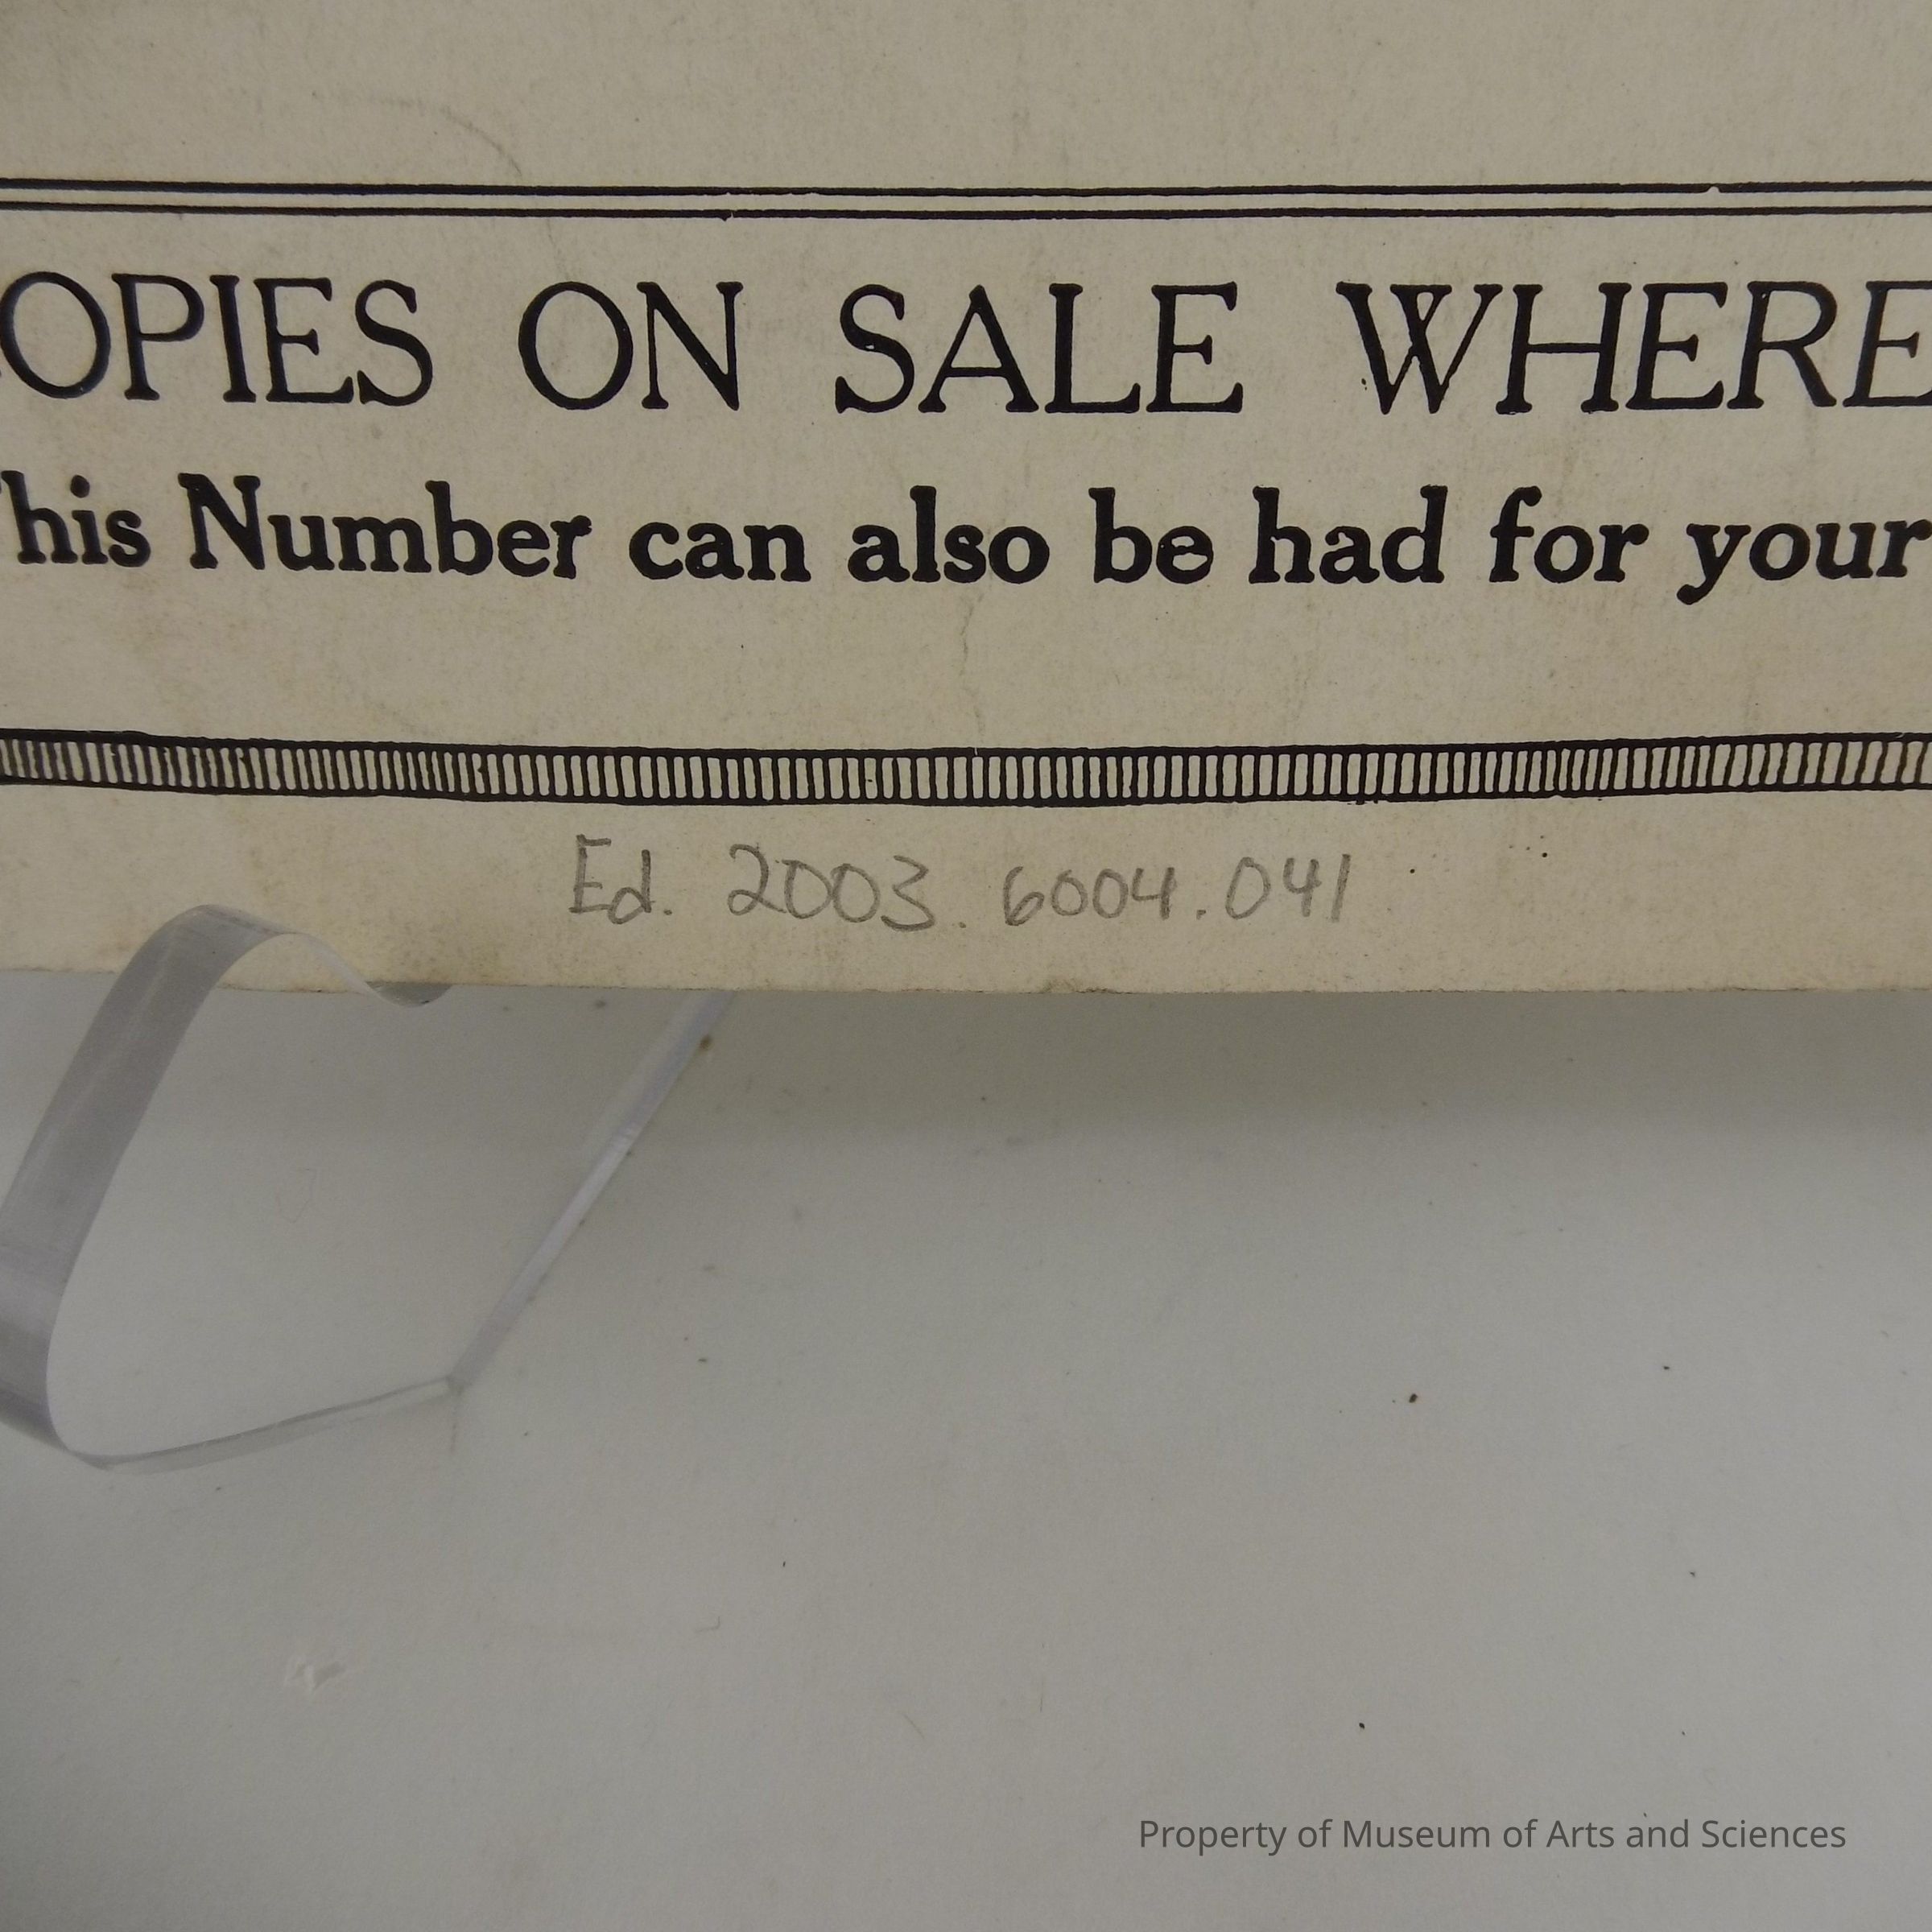 OPIES ON SALE WHERE
This Number can also be had for your
Ed. 2003. 6004.041
Property of Museum of Arts and Sciences